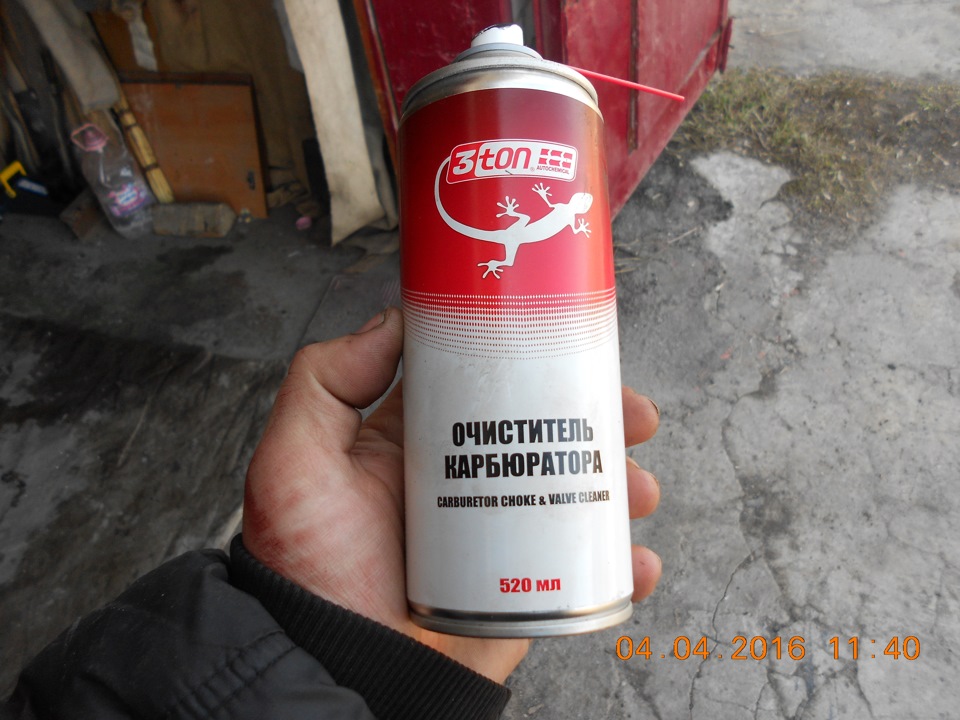 3ton
AUTOCHEMICAL
ОЧИСТИТЕЛЬ
КАРБЮРАТОРА
CARBURETOR CHOKE & VALVE CLEANER
520 мл
04.04.2016 11:40